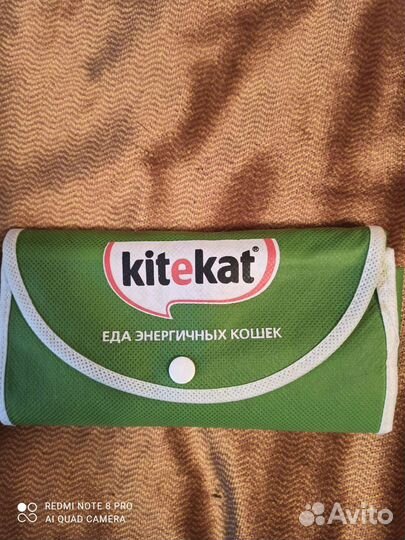 kitekat®
ЕДА ЭНЕРГИЧНЫХ КОШЕК
REDMI NOTE 8 PRO
AI QUAD CAMERA
Avito